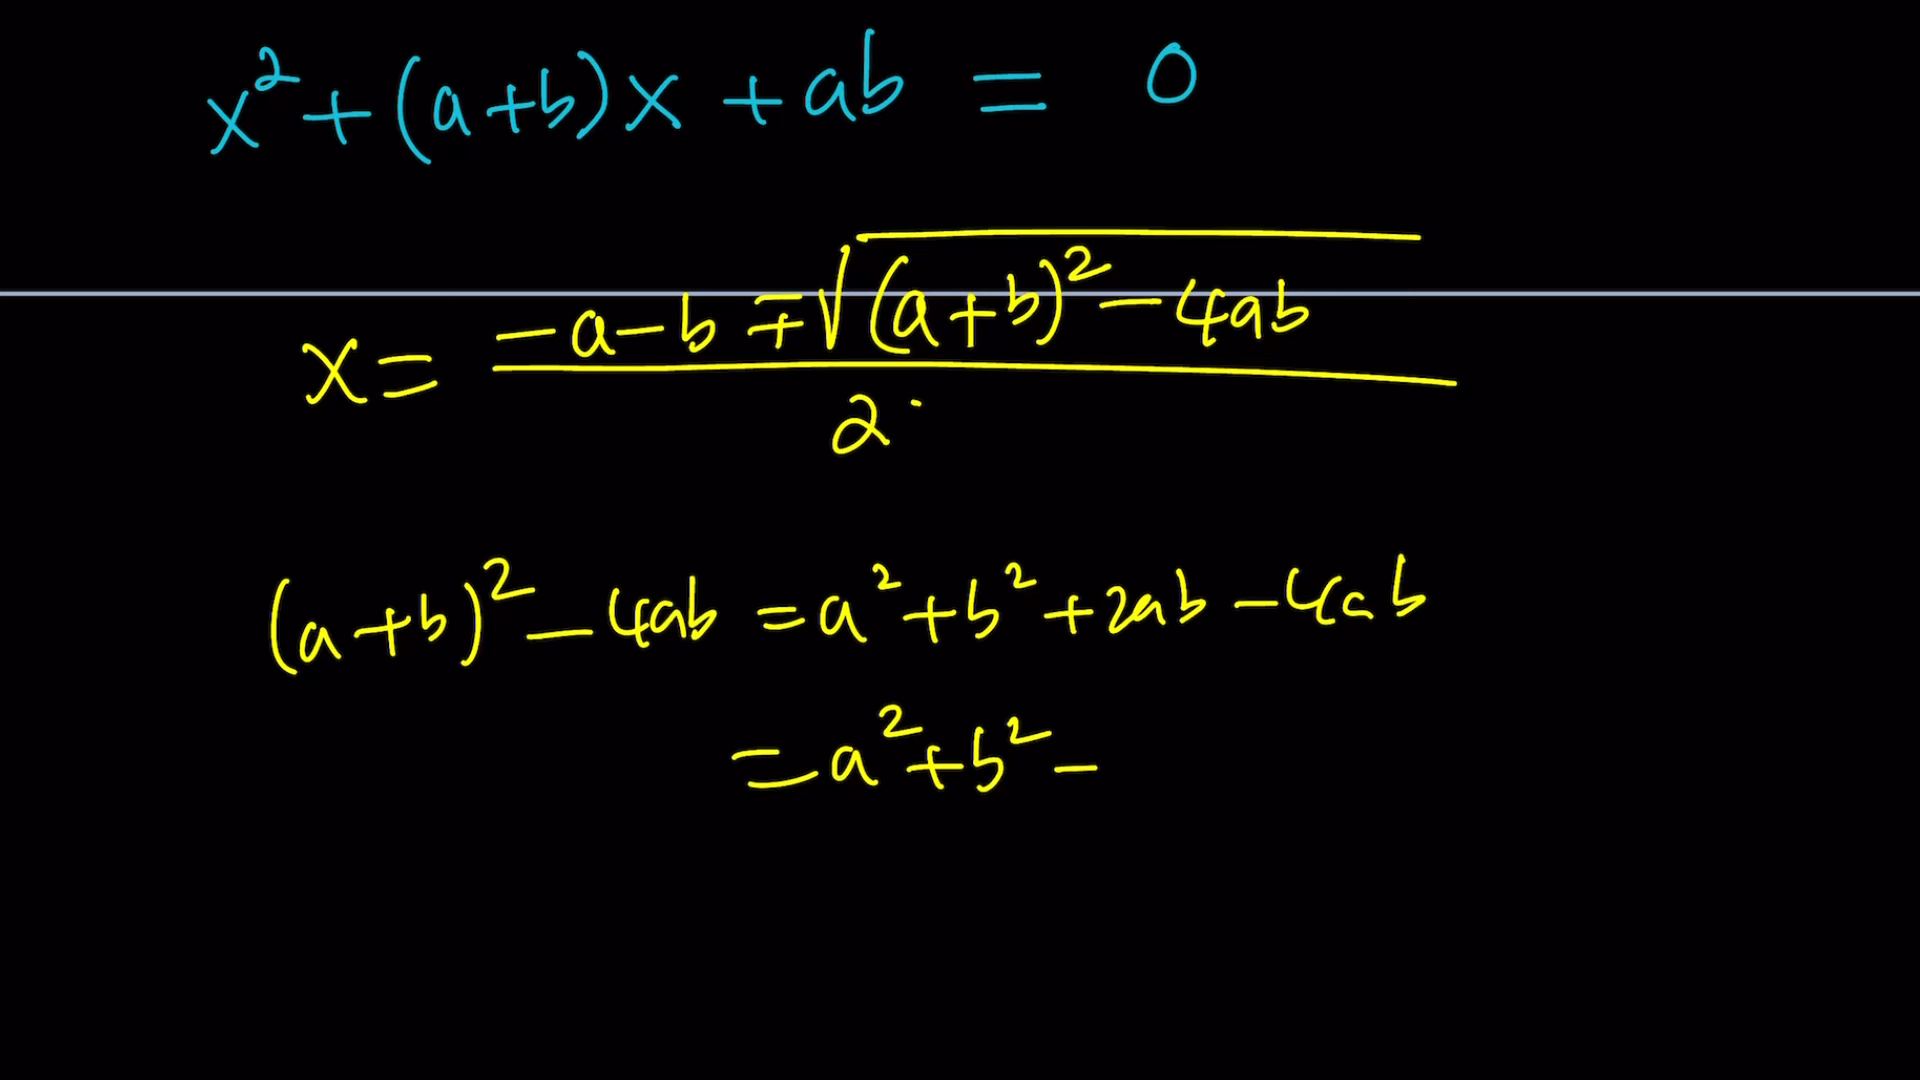 x² + (a+b)x + ab = 0
x = (-a-b ∓ √((a+b)² - 4ab)) / 2
(a+b)² - 4ab = a² + b² + 2ab - 4ab
= a² + b² -